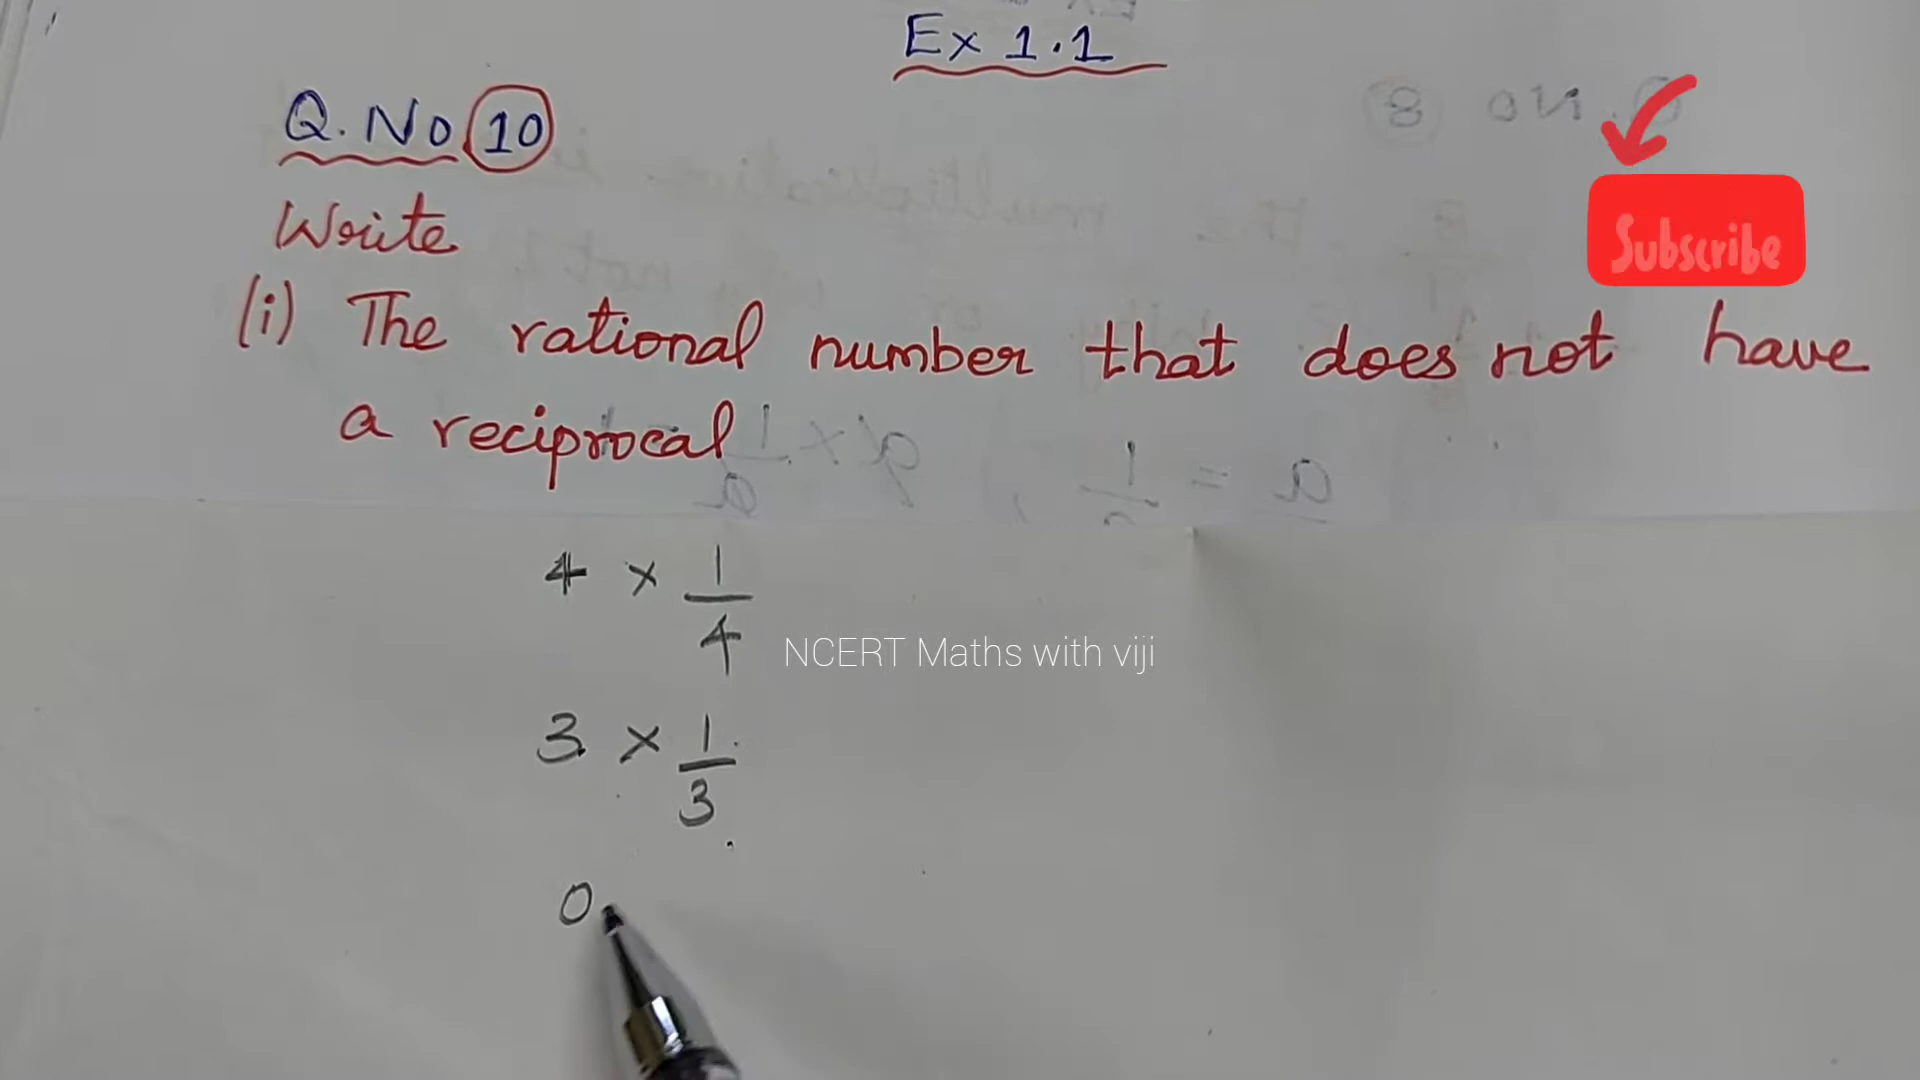 Ex 1.1
Q. No 10
Write
(i) The rational number that does not have
a reciprocal
4 × 1/4
3 × 1/3
0
Subscribe
NCERT Maths with viji